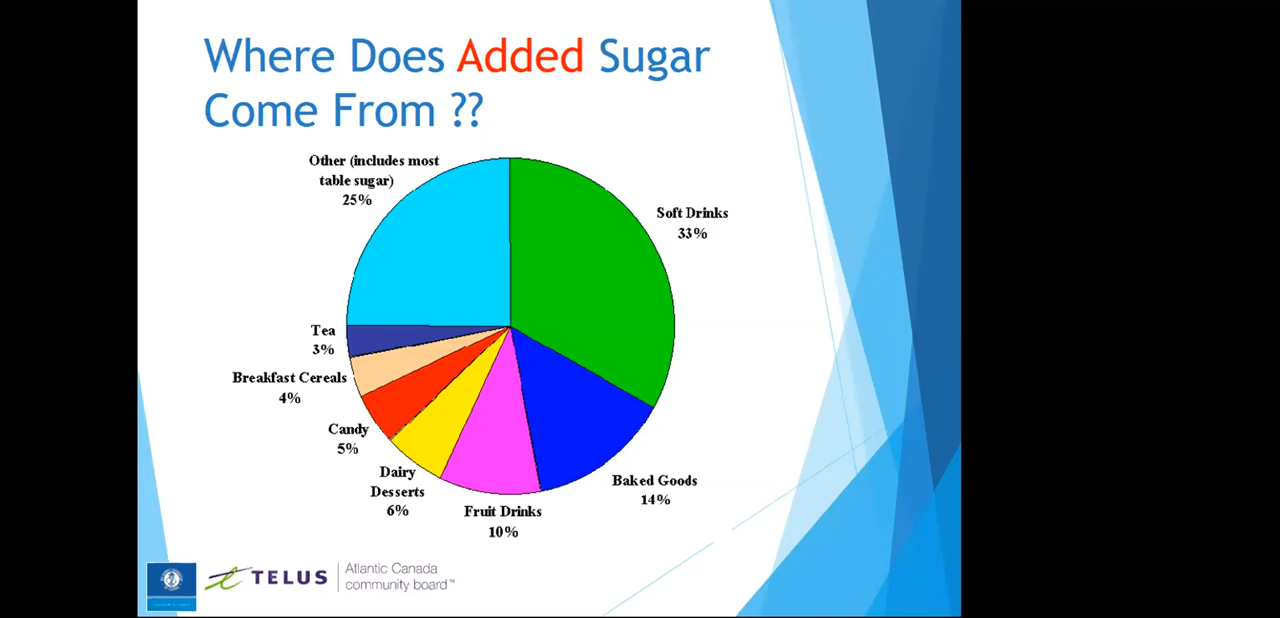 Where Does Added Sugar
Come From ??
Other (includes most
table sugar)
25%
Soft Drinks
33%
Tea
3%
Breakfast Cereals
4%
Candy
5%
Dairy
Desserts
6%
Fruit Drinks
10%
Baked Goods
14%
TELUS
Atlantic Canada
community board™